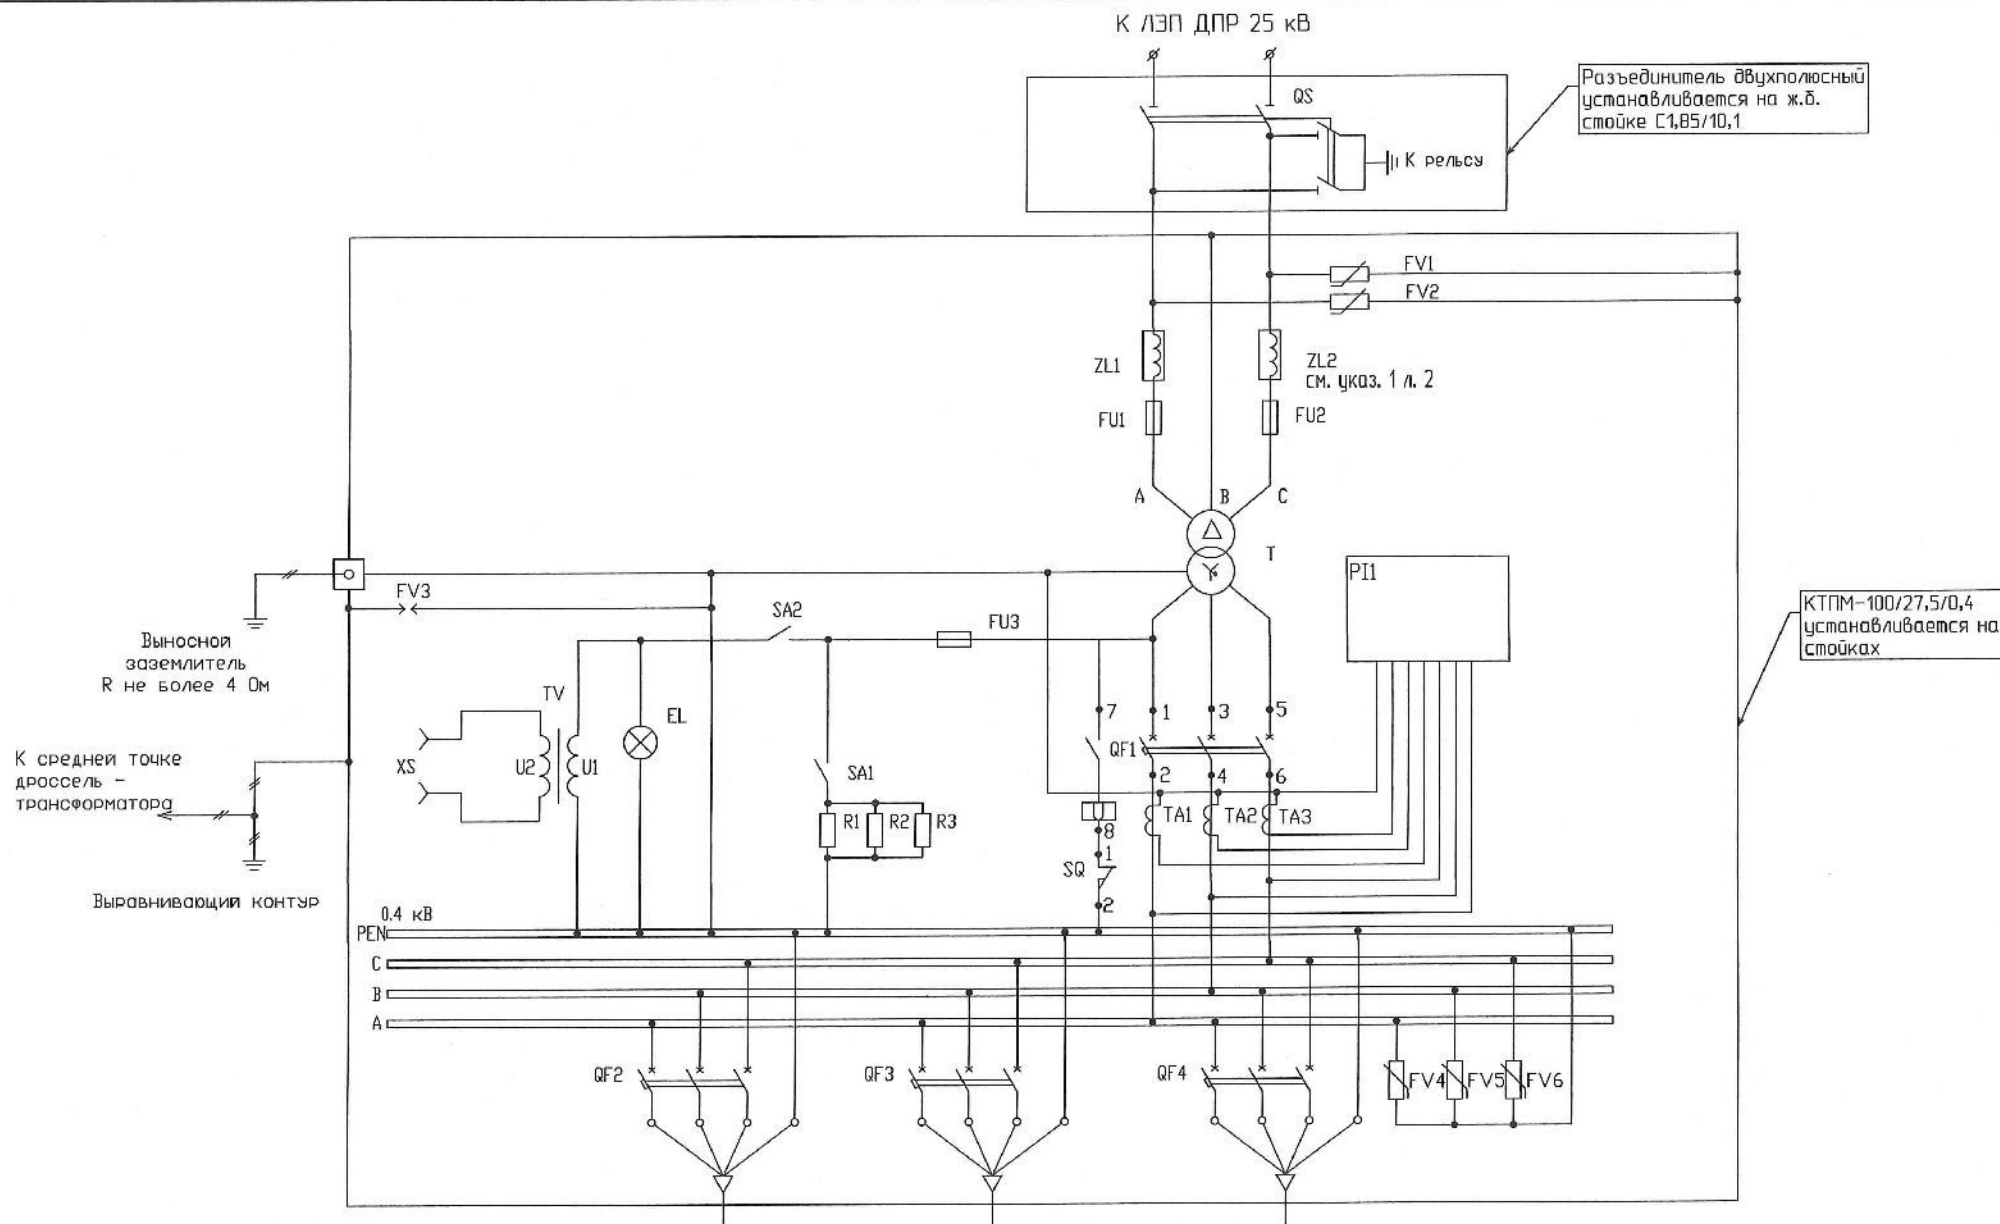 К ЛЭП ДПР 25 кВ
QS
К рельсу
Разъединитель двухполюсный
устанавливается на ж.б.
стойке С1,85/10,1
FV1
FV2
ZL1
ZL2
см. указ. 1 л. 2
FU1
FU2
A
B
C
T
PI1
КТПМ-100/27,5/0,4
устанавливается на
стойках
FV3
SA2
FU3
Выносной
заземлитель
R не более 4 Ом
TV
EL
7
1
3
5
К средней точке
дроссель -
трансформатора
XS
U2
U1
SA1
QF1
2
4
6
R1
R2
R3
TA1
TA2
TA3
8
1
SQ
2
Выравнивающий контур
0.4 кВ
PEN
C
B
A
QF2
QF3
QF4
FV4
FV5
FV6